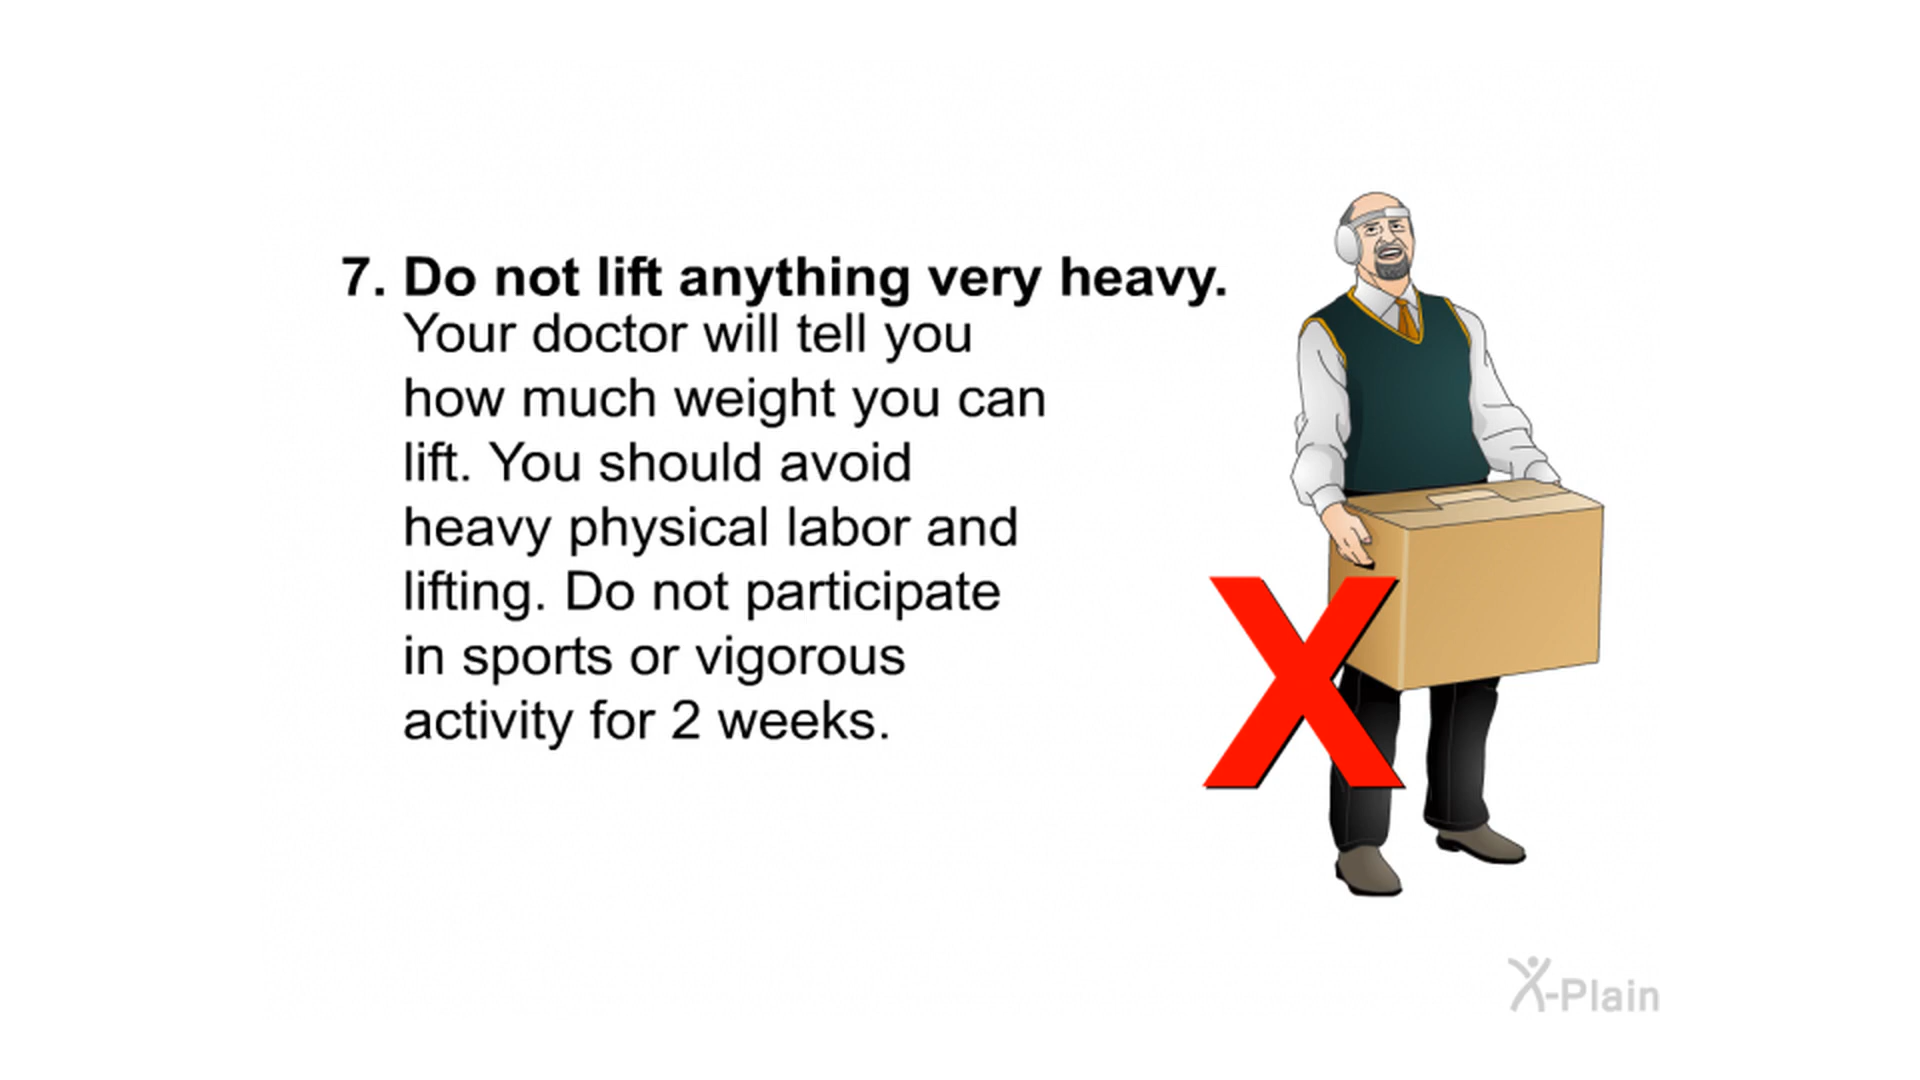 7. Do not lift anything very heavy.
Your doctor will tell you
how much weight you can
lift. You should avoid
heavy physical labor and
lifting. Do not participate
in sports or vigorous
activity for 2 weeks.
X
X-Plain